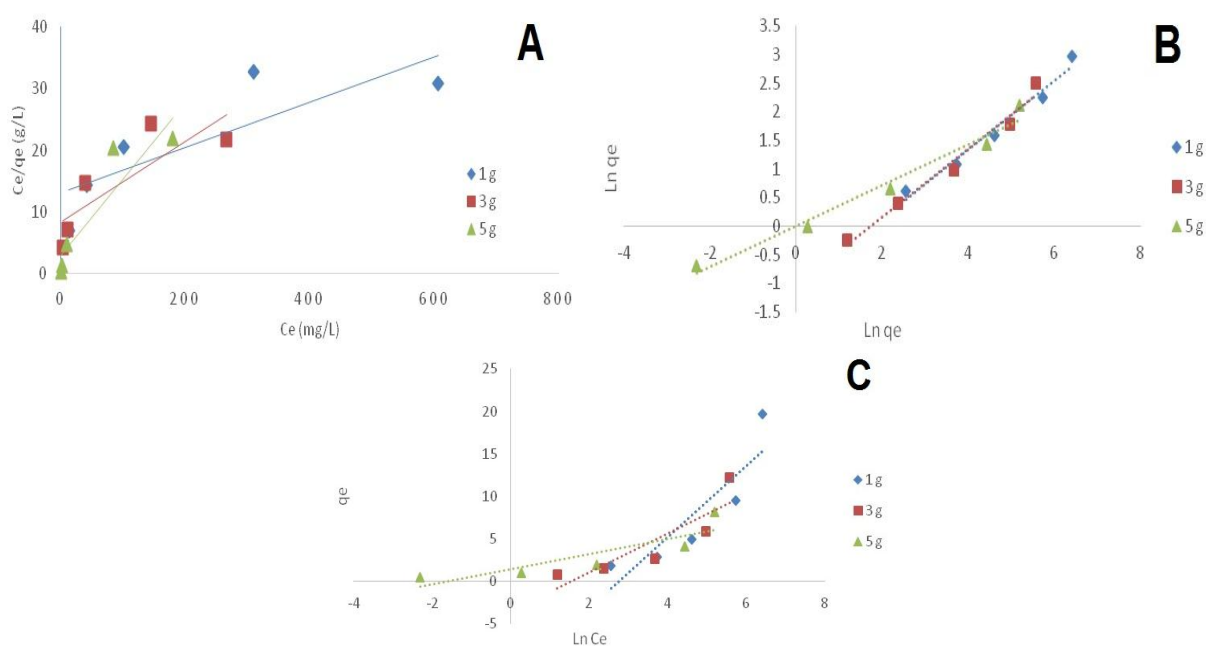 A
40
30
20
10
0
Ce/qe (g/L)
0 200 400 600 800
Ce (mg/L)
1 g
3 g
5 g
B
3.5
3
2.5
2
1.5
1
0.5
0
-0.5
-1
-1.5
Ln qe
-4 -2 0 2 4 6 8
Ln qe
1 g
3 g
5 g
C
25
20
15
10
5
0
-5
qe
-4 -2 0 2 4 6 8
Ln Ce
1 g
3 g
5 g